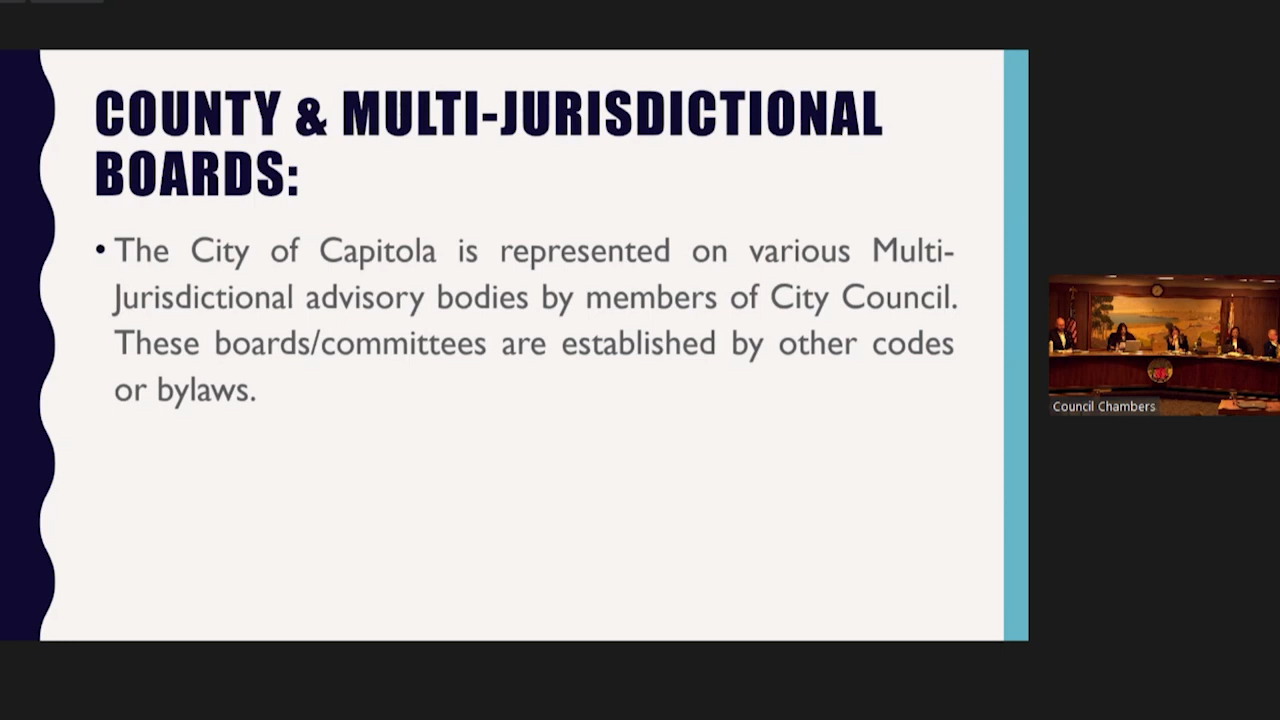 COUNTY & MULTI-JURISDICTIONAL
BOARDS:
• The City of Capitola is represented on various Multi-
Jurisdictional advisory bodies by members of City Council.
These boards/committees are established by other codes
or bylaws.
Council Chambers